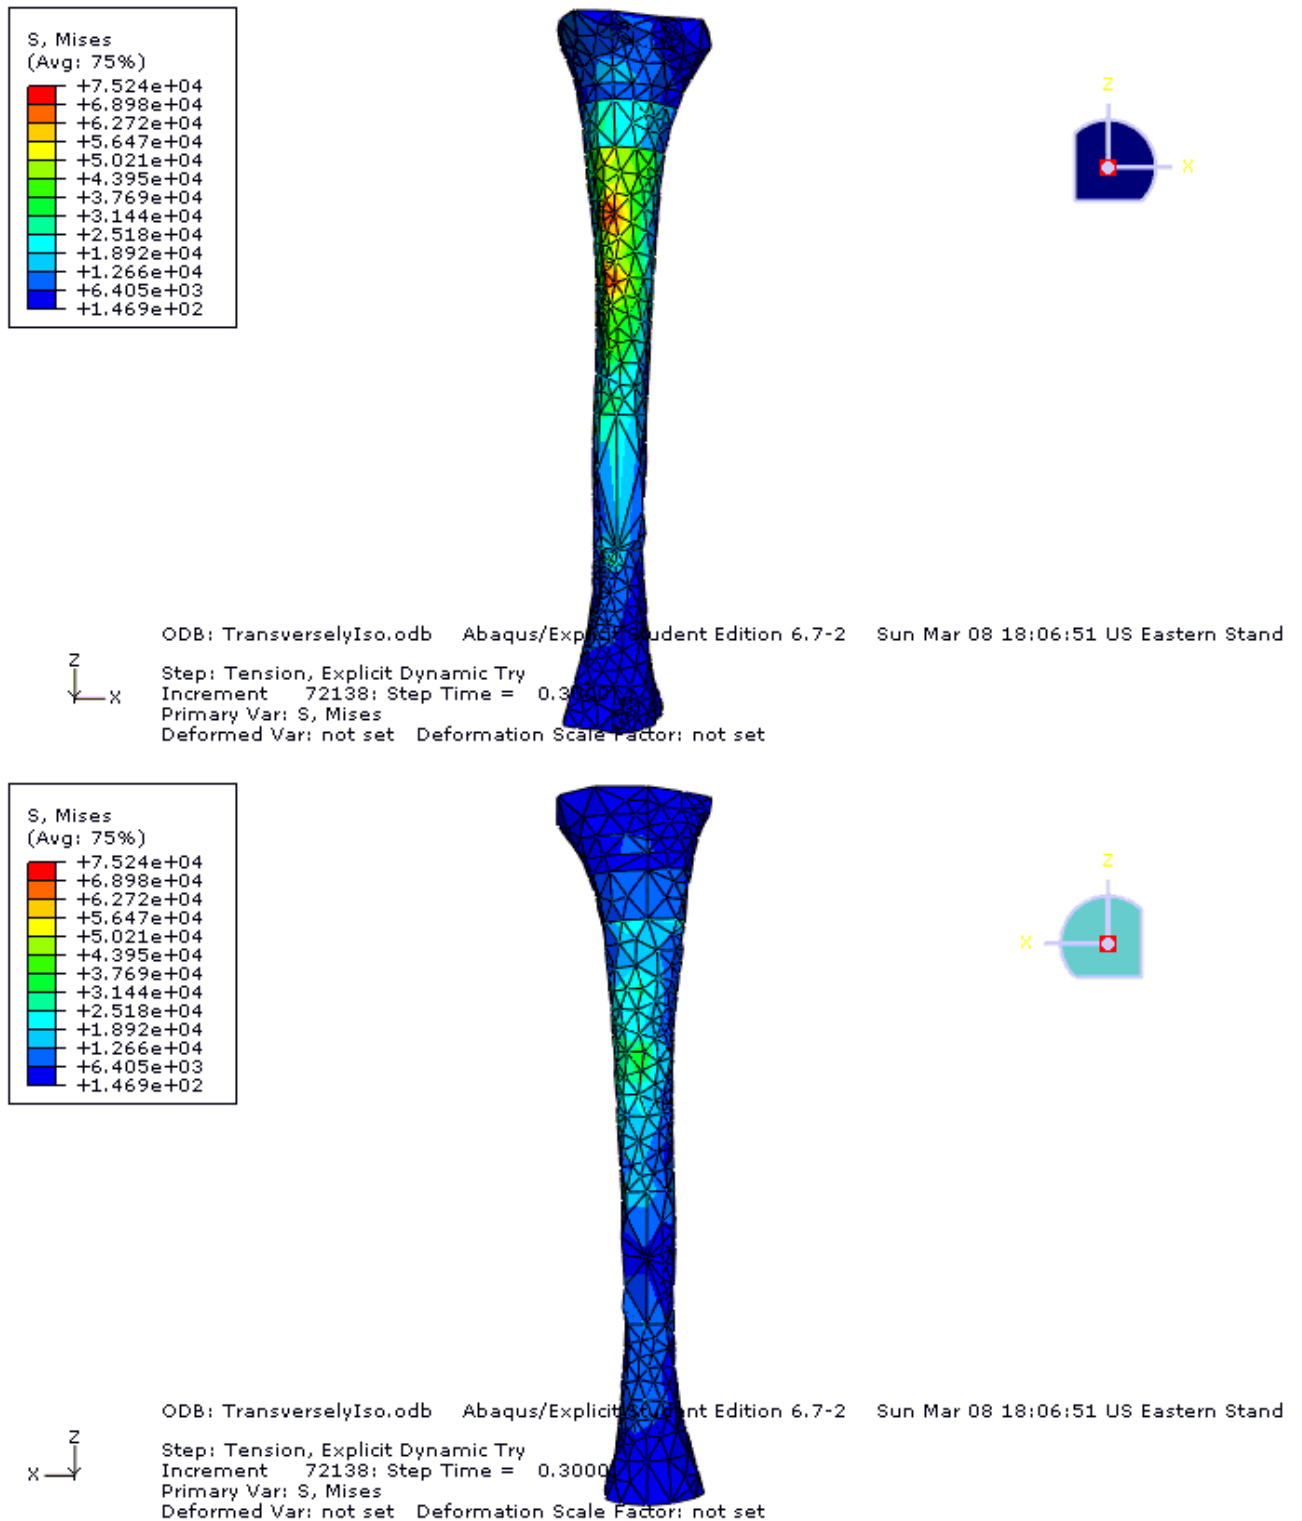 S, Mises
(Avg: 75%)
+7.524e+04
+6.898e+04
+6.272e+04
+5.647e+04
+5.021e+04
+4.395e+04
+3.769e+04
+3.144e+04
+2.518e+04
+1.892e+04
+1.266e+04
+6.405e+03
+1.469e+02
Z
X
ODB: TransverselyIso.odb Abaqus/Explicit Student Edition 6.7-2 Sun Mar 08 18:06:51 US Eastern Stand
Z
X
Step: Tension, Explicit Dynamic Try
Increment 72138: Step Time = 0.3
Primary Var: S, Mises
Deformed Var: not set Deformation Scale Factor: not set
S, Mises
(Avg: 75%)
+7.524e+04
+6.898e+04
+6.272e+04
+5.647e+04
+5.021e+04
+4.395e+04
+3.769e+04
+3.144e+04
+2.518e+04
+1.892e+04
+1.266e+04
+6.405e+03
+1.469e+02
Z
X
ODB: TransverselyIso.odb Abaqus/Explicit Student Edition 6.7-2 Sun Mar 08 18:06:51 US Eastern Stand
Z
X
Step: Tension, Explicit Dynamic Try
Increment 72138: Step Time = 0.3000
Primary Var: S, Mises
Deformed Var: not set Deformation Scale Factor: not set